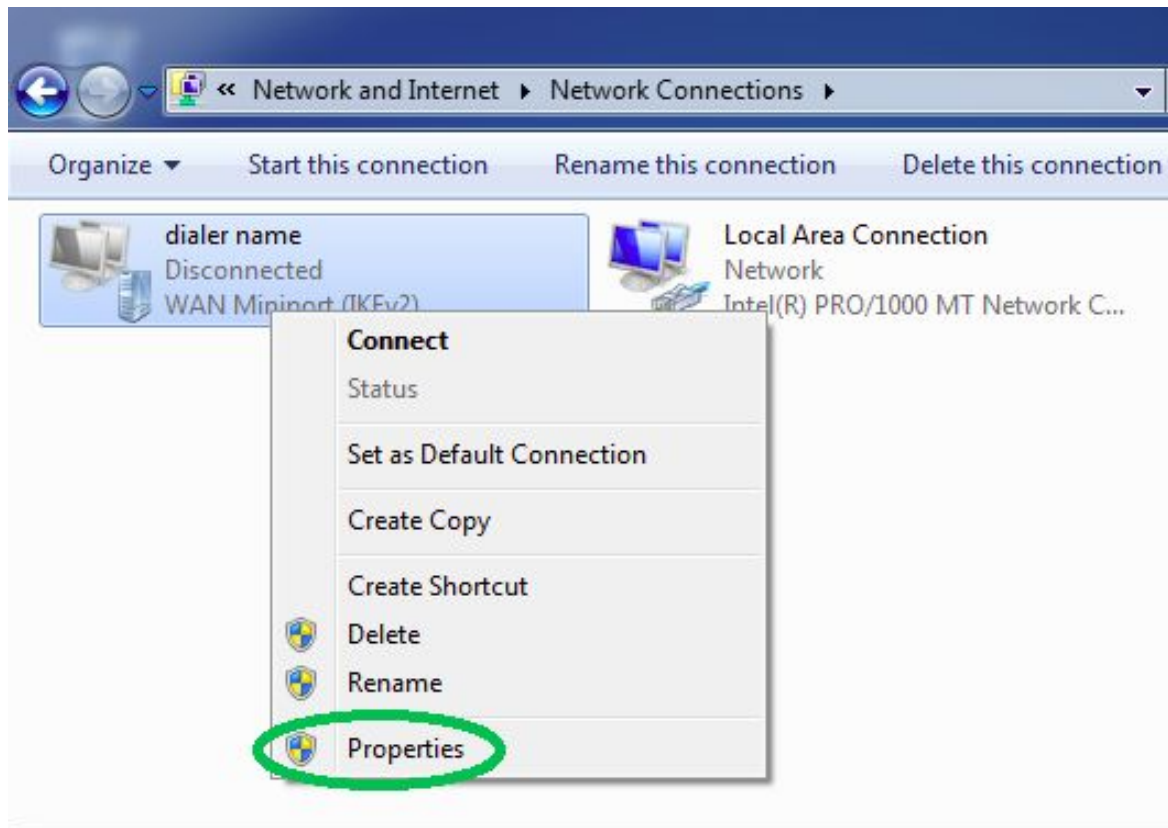 « Network and Internet ▸ Network Connections ▸
Organize ▼ Start this connection Rename this connection Delete this connection
dialer name
Disconnected
WAN Miniport (IKEv2)
Local Area Connection
Network
Intel(R) PRO/1000 MT Network C...
Connect
Status
Set as Default Connection
Create Copy
Create Shortcut
Delete
Rename
Properties